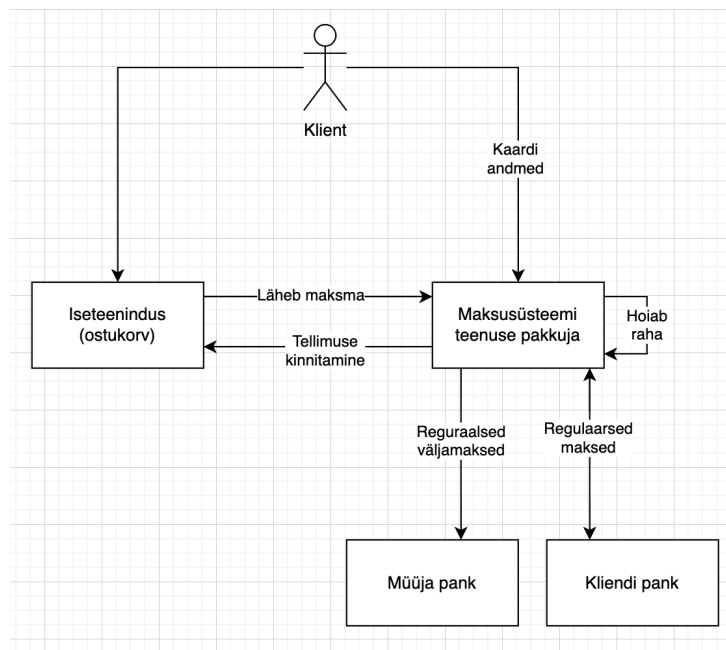 Klient
Kaardi
andmed
Iseteenindus
(ostukorv)
Läheb maksma
Maksusüsteemi
teenuse pakkuja
Hoiab
raha
Tellimuse
kinnitamine
Reguraalsed
väljamaksed
Regulaarsed
maksed
Müüja pank
Kliendi pank